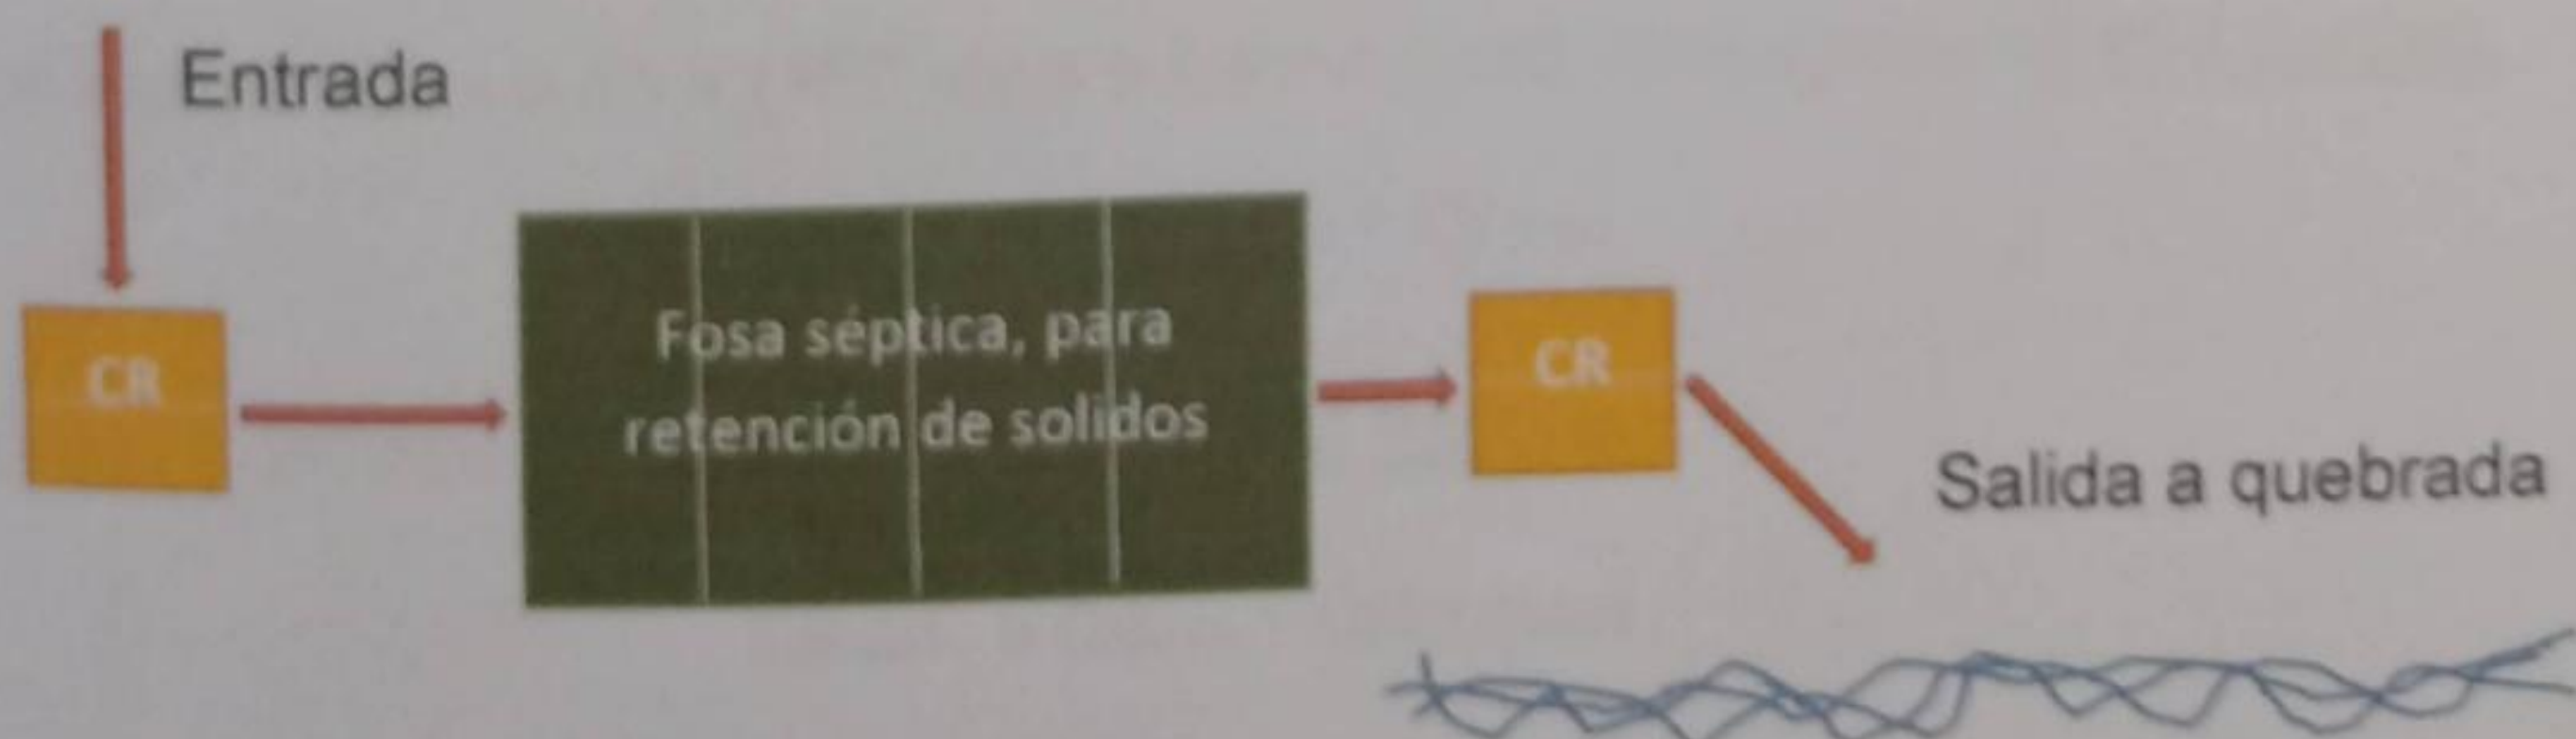 Entrada
CR
Fosa séptica, para
retención de solidos
CR
Salida a quebrada